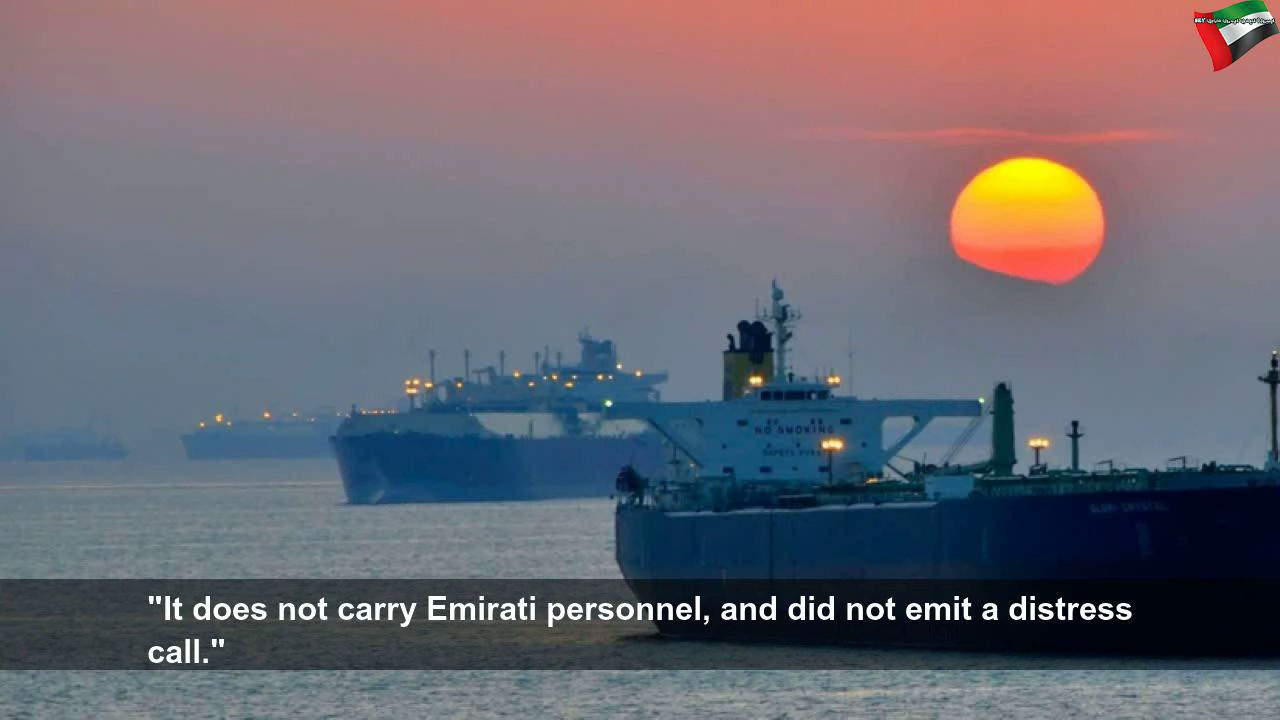 NO SMOKING
"It does not carry Emirati personnel, and did not emit a distress
call."